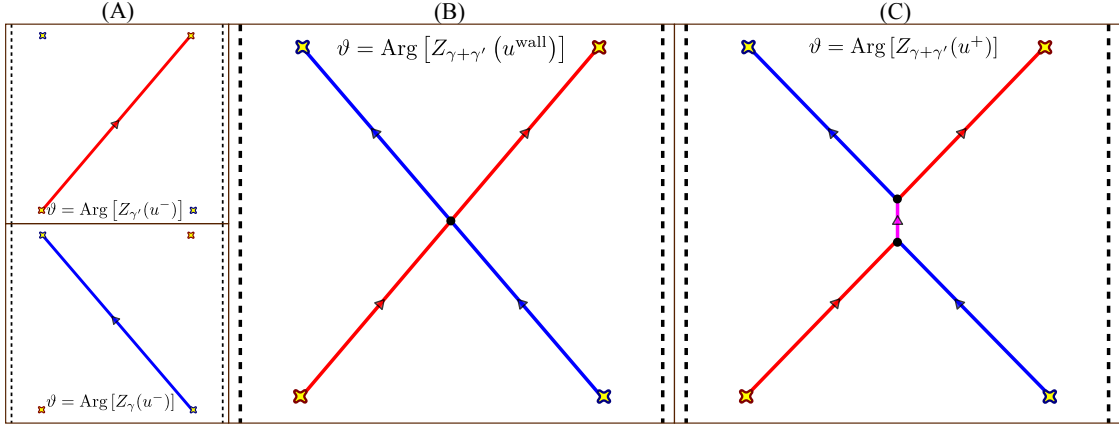 (A)
ϑ = Arg [Z_{γ'}(u⁻)]
ϑ = Arg [Z_γ(u⁻)]
(B)
ϑ = Arg [Z_{γ+γ'} (u^{wall})]
(C)
ϑ = Arg [Z_{γ+γ'}(u⁺)]